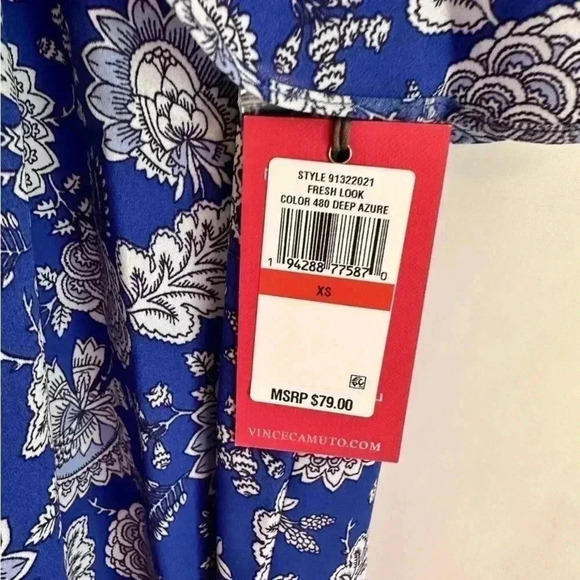 STYLE 91322021
FRESH LOOK
COLOR 480 DEEP AZURE
1 94288 77587 0
XS
MSRP $79.00
VINCECAMUTO.COM